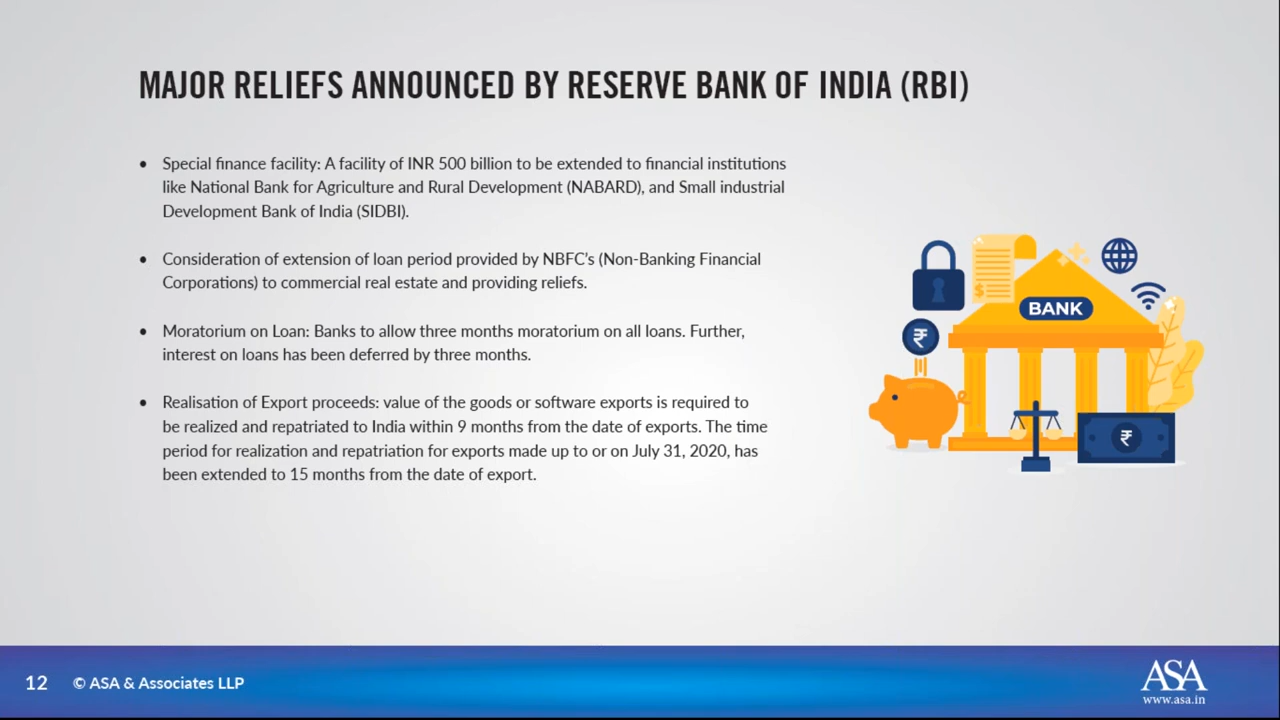 MAJOR RELIEFS ANNOUNCED BY RESERVE BANK OF INDIA (RBI)
• Special finance facility: A facility of INR 500 billion to be extended to financial institutions
like National Bank for Agriculture and Rural Development (NABARD), and Small industrial
Development Bank of India (SIDBI).
• Consideration of extension of loan period provided by NBFC's (Non-Banking Financial
Corporations) to commercial real estate and providing reliefs.
• Moratorium on Loan: Banks to allow three months moratorium on all loans. Further,
interest on loans has been deferred by three months.
• Realisation of Export proceeds: value of the goods or software exports is required to
be realized and repatriated to India within 9 months from the date of exports. The time
period for realization and repatriation for exports made up to or on July 31, 2020, has
been extended to 15 months from the date of export.
$
BANK
₹
₹
12 © ASA & Associates LLP
ASA
www.asa.in